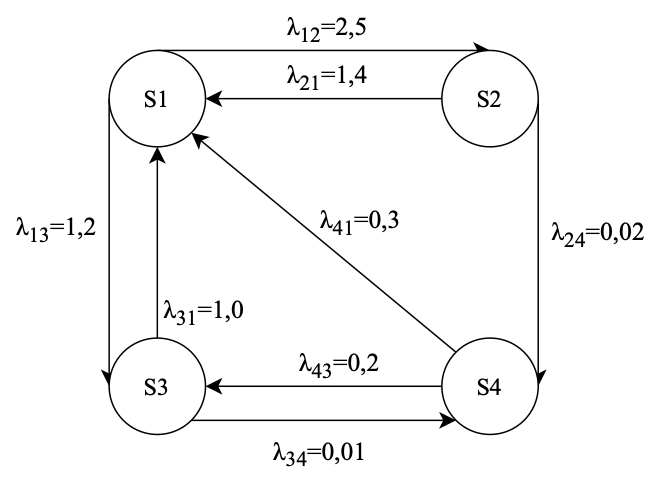 λ12=2,5
λ21=1,4
S1
S2
λ41=0,3
λ13=1,2
λ24=0,02
λ31=1,0
λ43=0,2
S3
S4
λ34=0,01